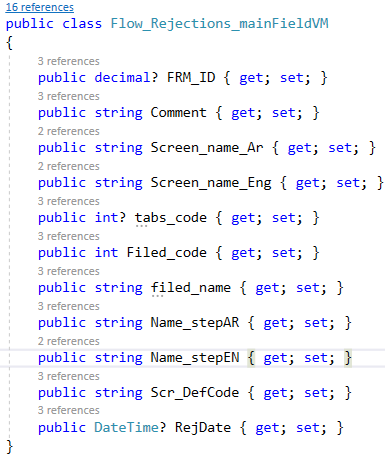 16 references
public class Flow_Rejections_mainFieldVM
{
3 references
public decimal? FRM_ID { get; set; }
3 references
public string Comment { get; set; }
2 references
public string Screen_name_Ar { get; set; }
2 references
public string Screen_name_Eng { get; set; }
3 references
public int? tabs_code { get; set; }
3 references
public int Filed_code { get; set; }
3 references
public string filed_name { get; set; }
3 references
public string Name_stepAR { get; set; }
2 references
public string Name_stepEN { get; set; }
3 references
public string Scr_DefCode { get; set; }
3 references
public DateTime? RejDate { get; set; }
}